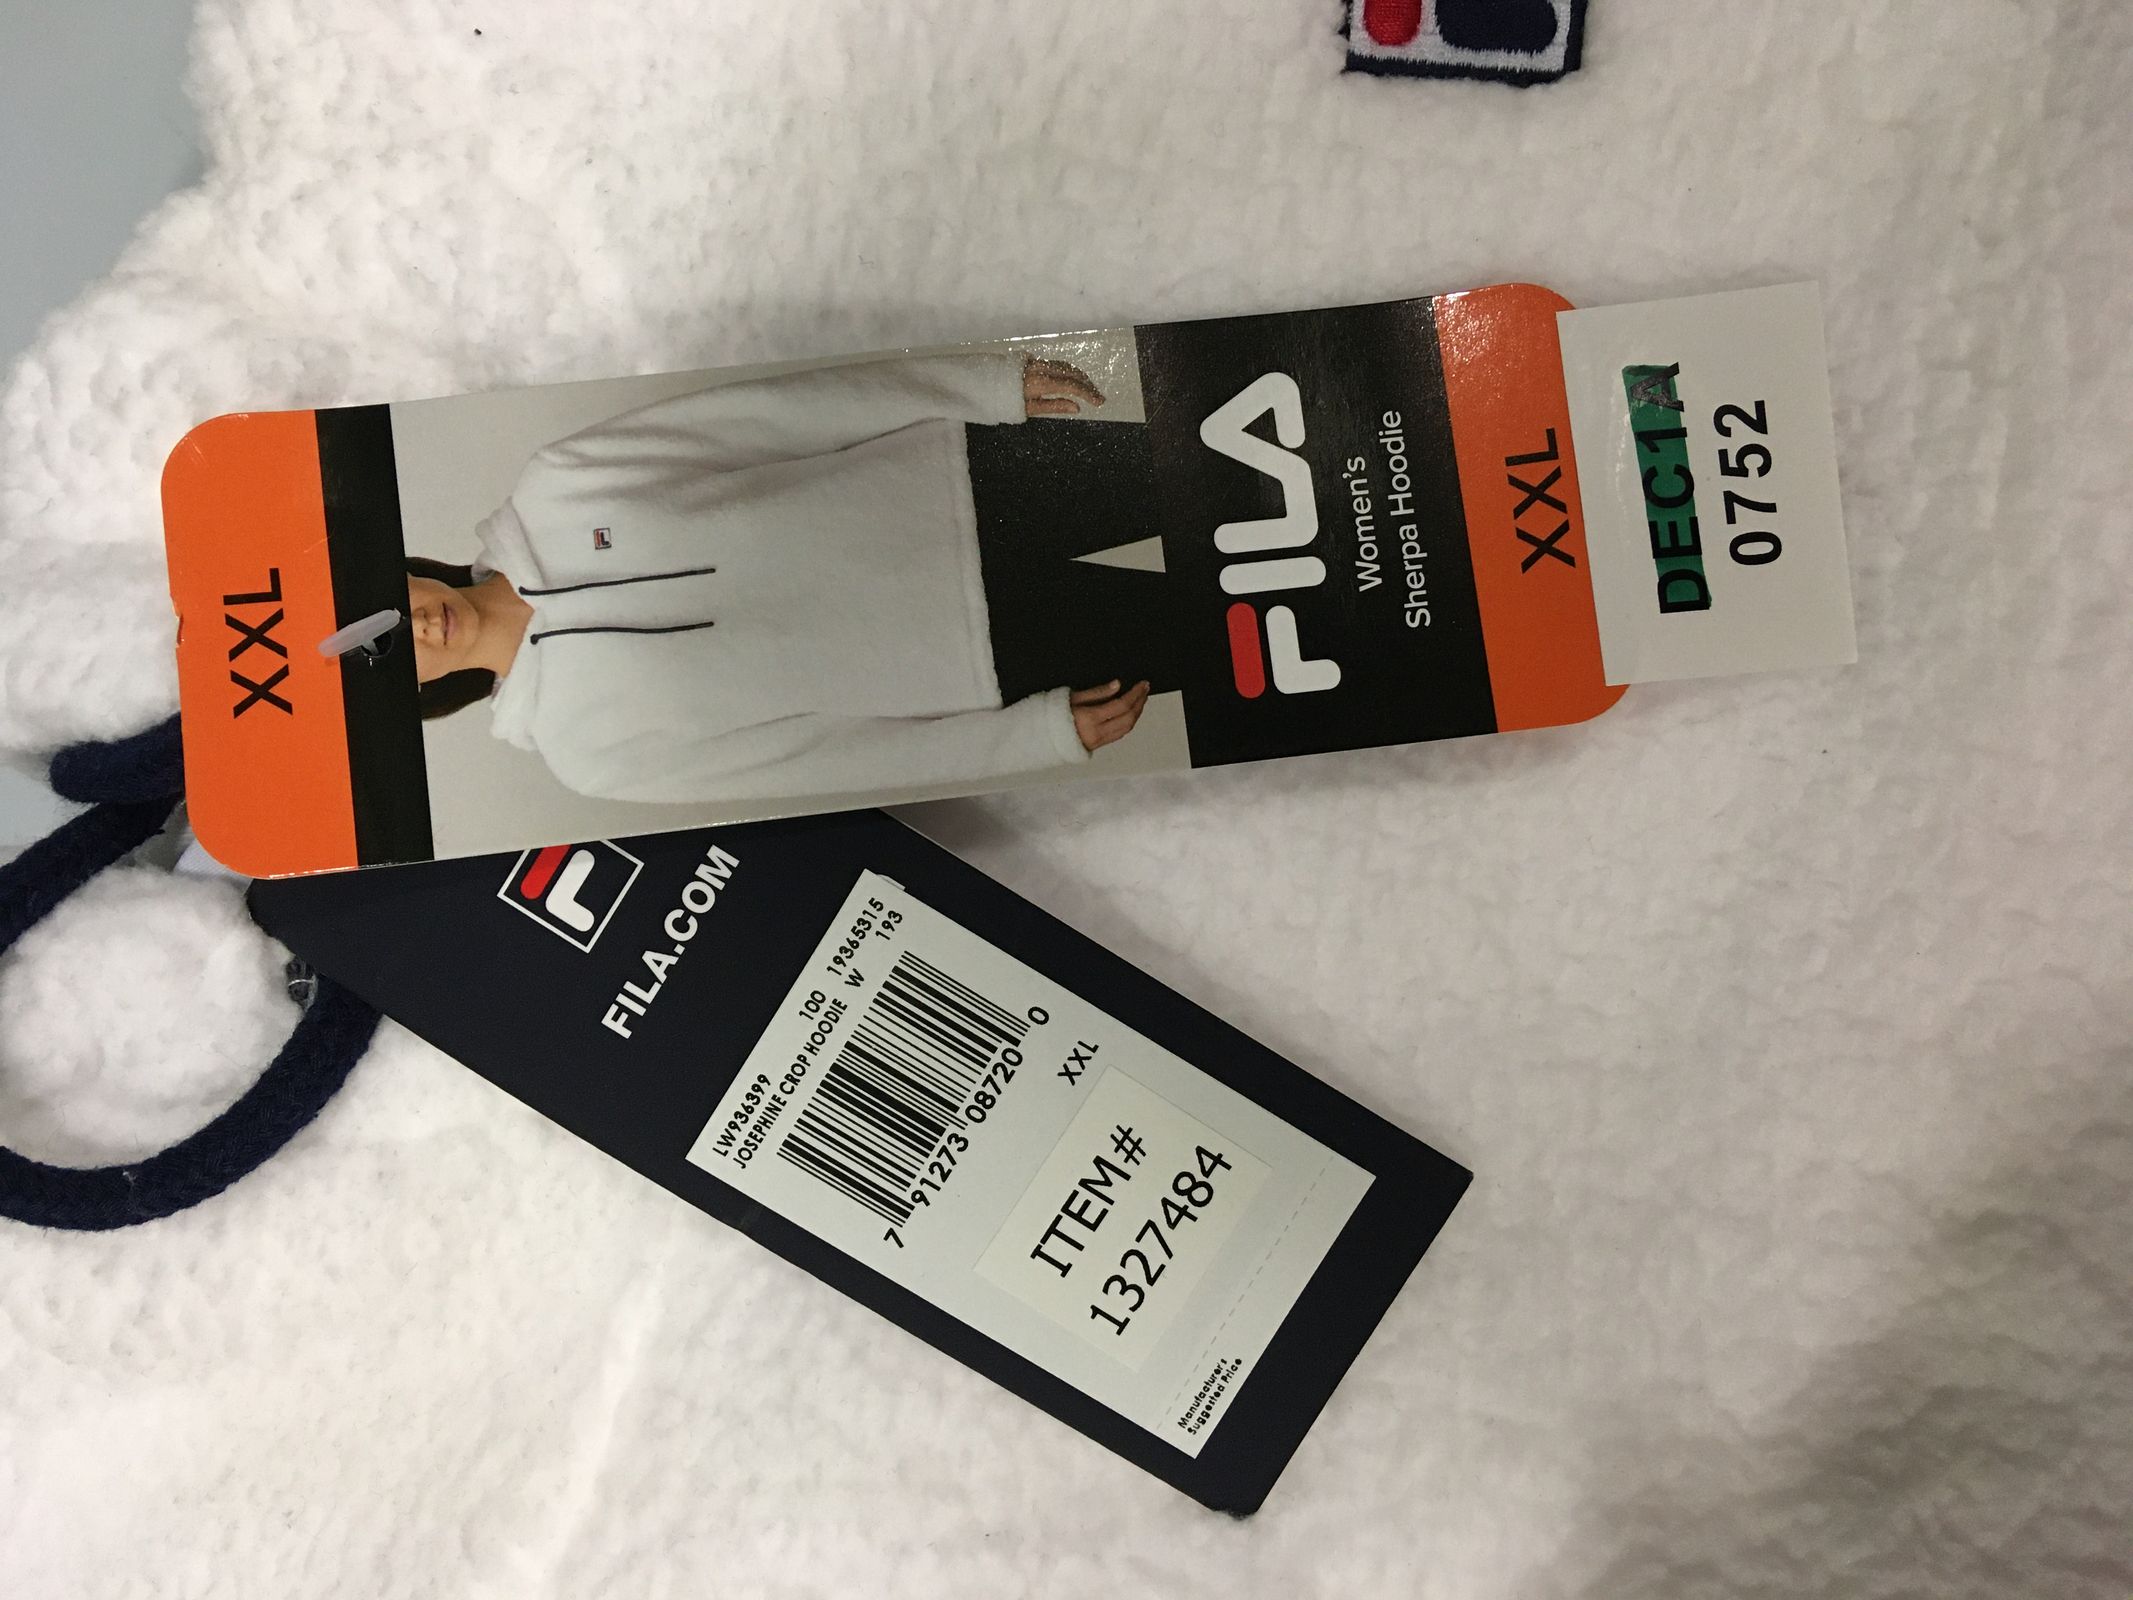 XXL
FILA
Women's
Sherpa Hoodie
XXL
DEC1A
0752
FILA.COM
LW936399 100 19365315
JOSEPHINE CROP HOODIE W 193
7 91273 08720 0
XXL
ITEM#
1327484
Manufacturer's
Suggested Price